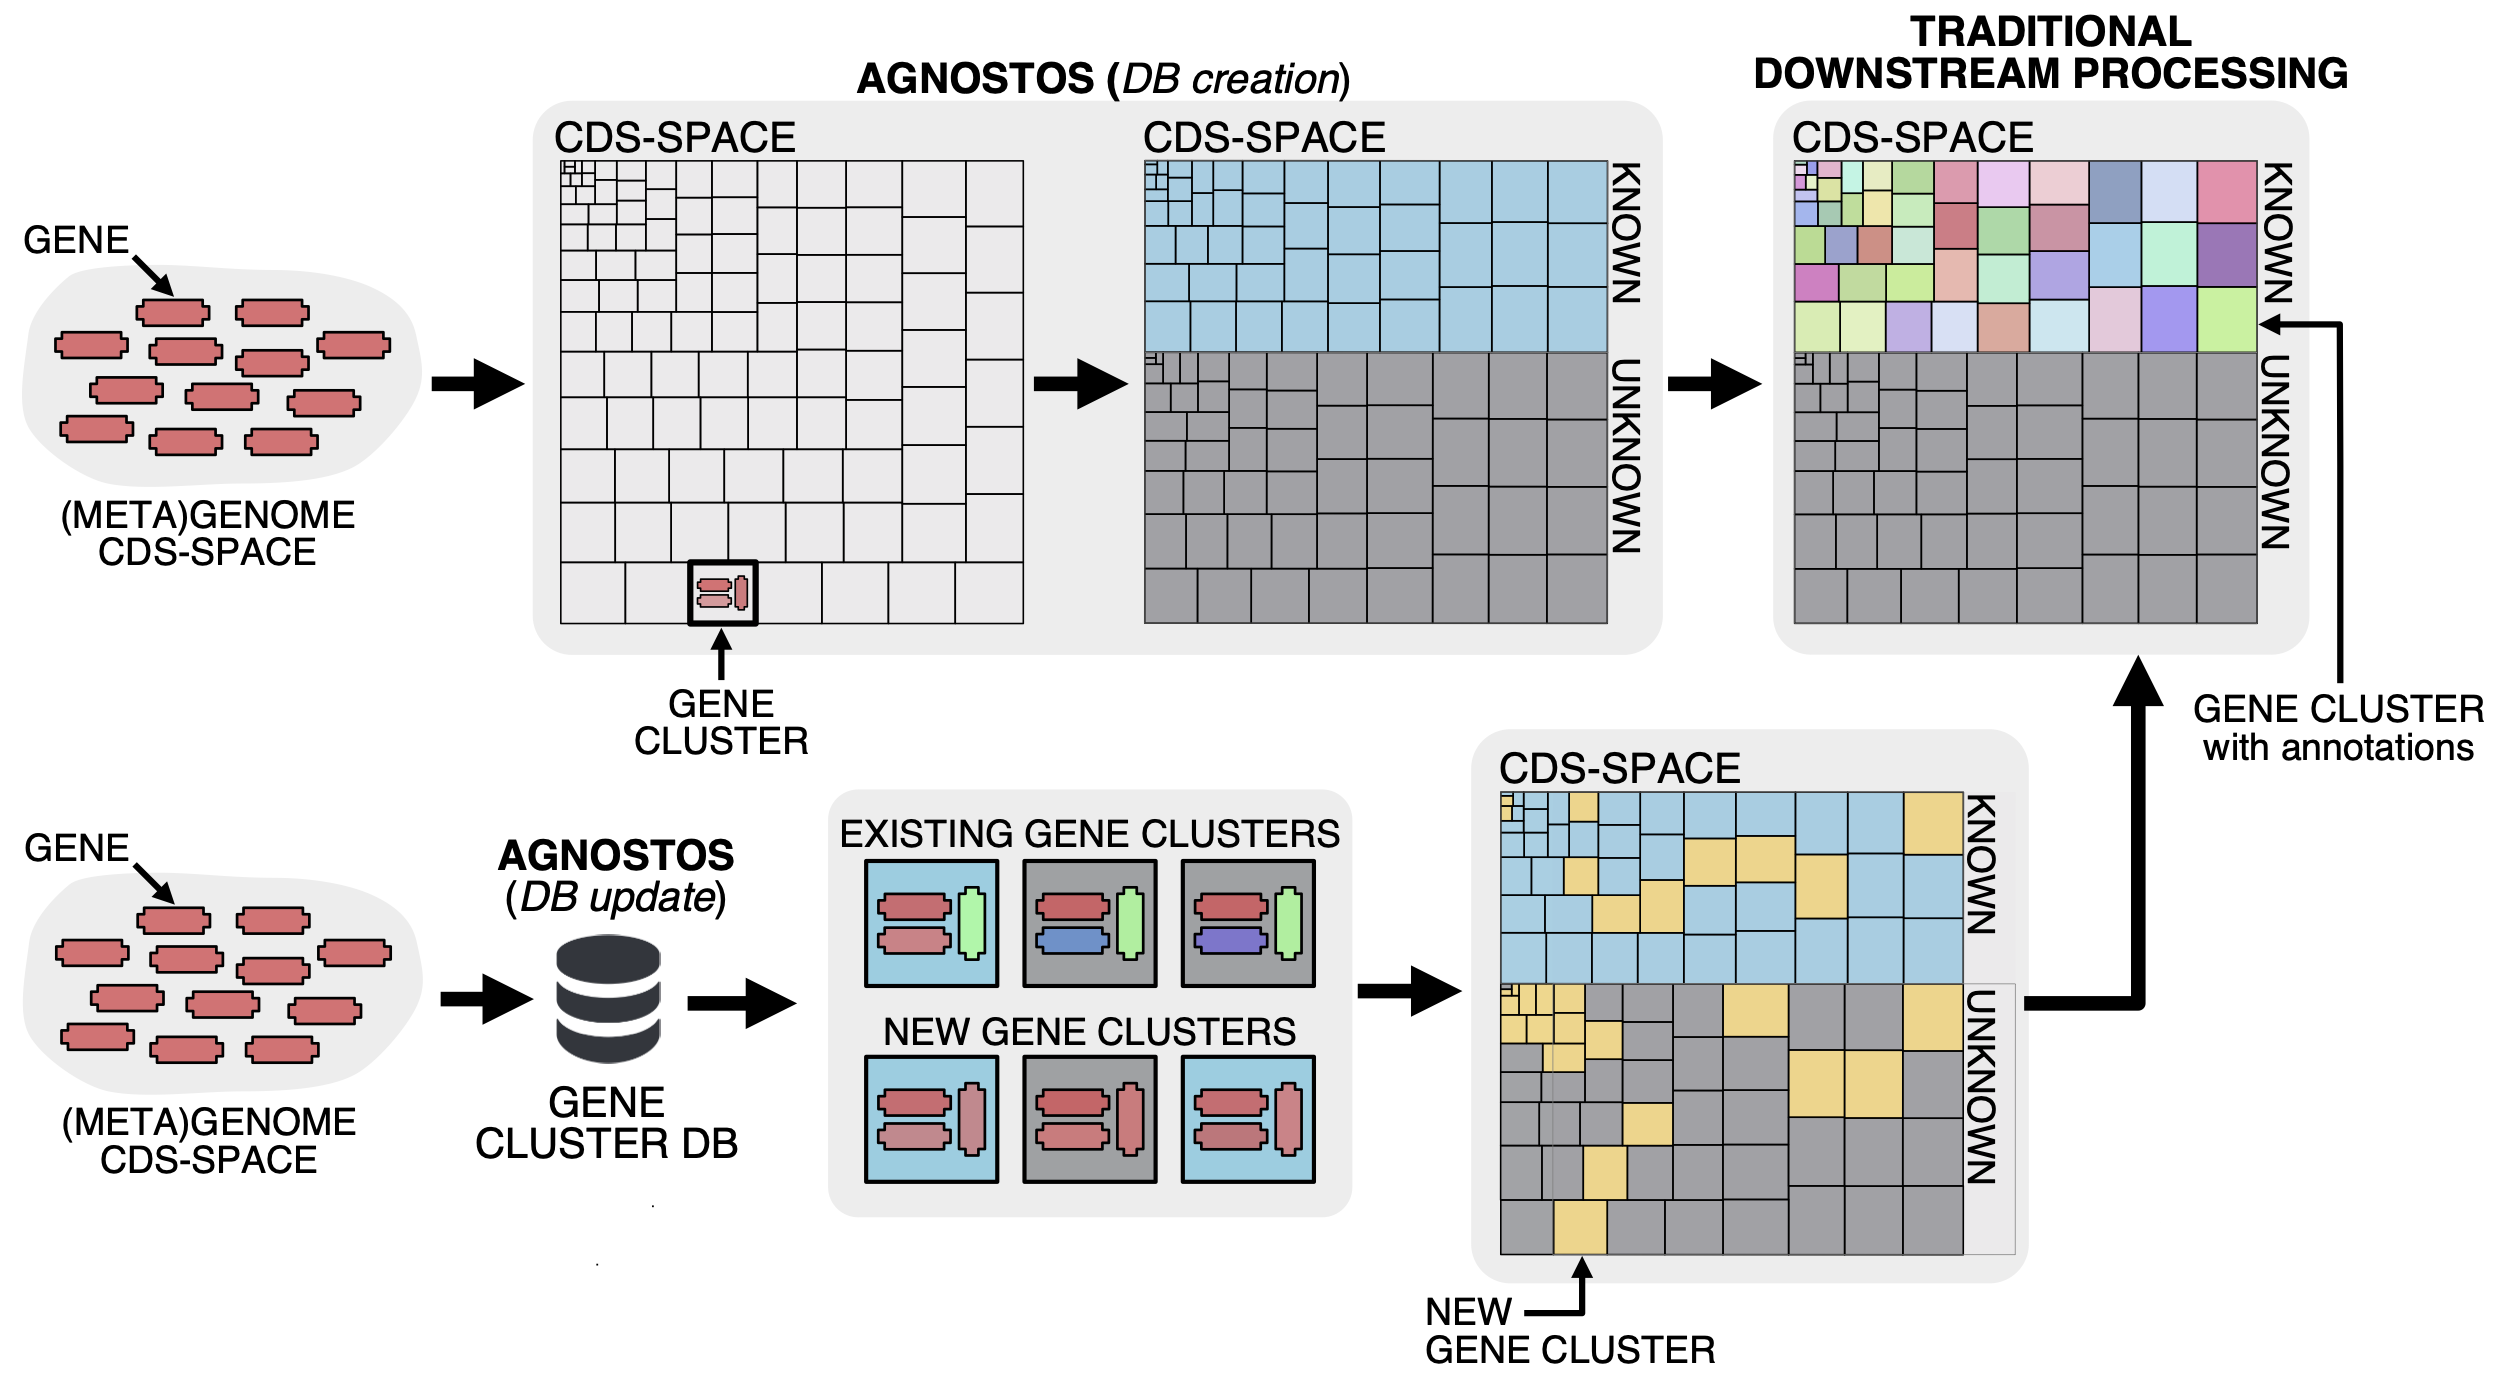 TRADITIONAL
DOWNSTREAM PROCESSING
AGNOSTOS (DB creation)
CDS-SPACE
CDS-SPACE
CDS-SPACE
KNOWN
UNKNOWN
KNOWN
UNKNOWN
GENE
(META)GENOME
CDS-SPACE
GENE
CLUSTER
GENE CLUSTER
with annotations
GENE
(META)GENOME
CDS-SPACE
AGNOSTOS
(DB update)
GENE
CLUSTER DB
EXISTING GENE CLUSTERS
NEW GENE CLUSTERS
CDS-SPACE
KNOWN
UNKNOWN
NEW
GENE CLUSTER